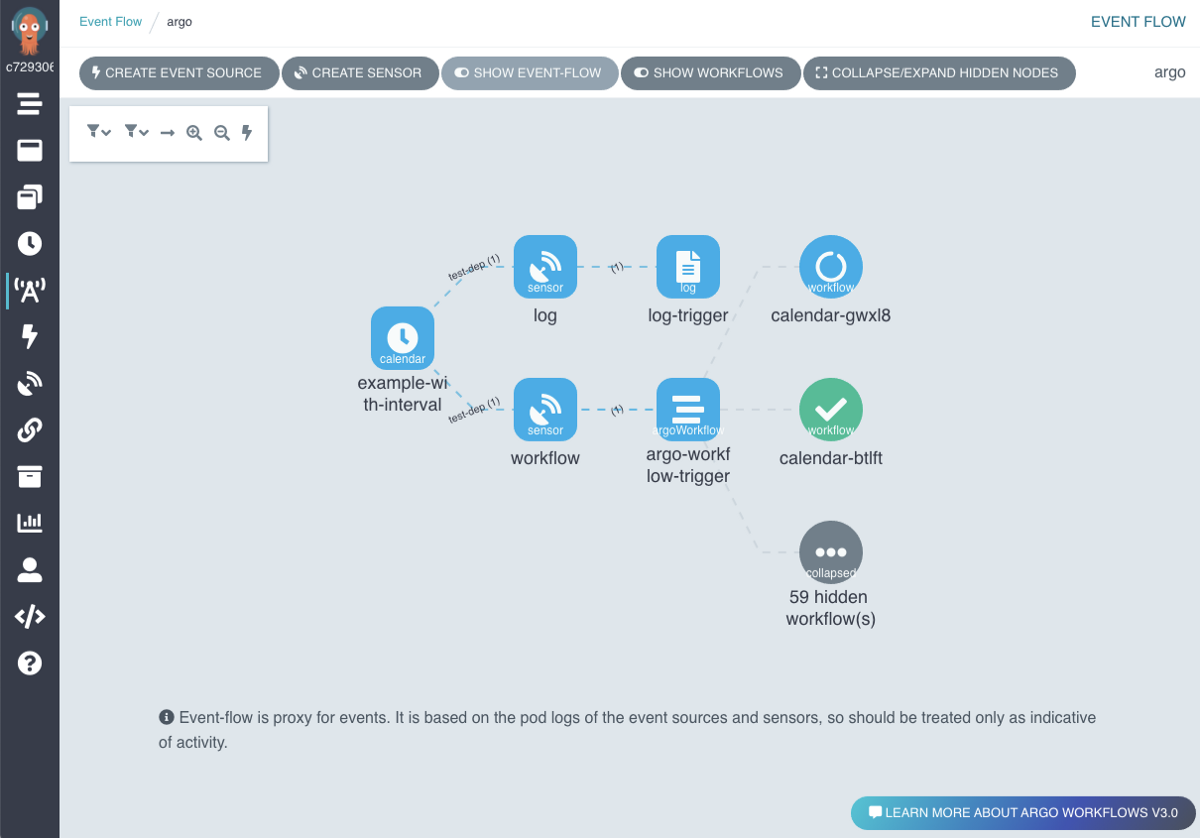 Event Flow / argo
EVENT FLOW
c729306
CREATE EVENT SOURCE
CREATE SENSOR
SHOW EVENT-FLOW
SHOW WORKFLOWS
COLLAPSE/EXPAND HIDDEN NODES
argo
test-dep (1)
sensor
log
(1)
log
log-trigger
workflow
calendar-gwxl8
calendar
example-wi
th-interval
test-dep (1)
sensor
workflow
(1)
argoWorkflow
argo-workf
low-trigger
workflow
calendar-btlft
collapsed
59 hidden
workflow(s)
Event-flow is proxy for events. It is based on the pod logs of the event sources and sensors, so should be treated only as indicative
of activity.
LEARN MORE ABOUT ARGO WORKFLOWS V3.0